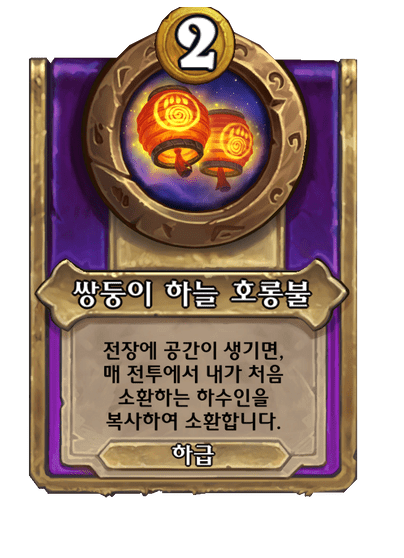 2
쌍둥이 하늘 호롱불
전장에 공간이 생기면,
매 전투에서 내가 처음
소환하는 하수인을
복사하여 소환합니다.
하급